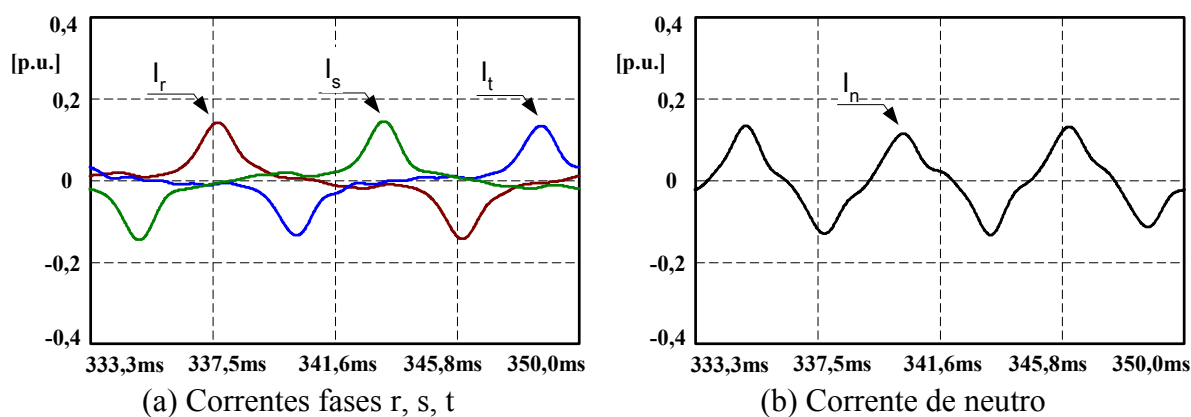 0,4
[p.u.]
0,2
0
-0,2
-0,4
I_r
I_s
I_t
333,3ms 337,5ms 341,6ms 345,8ms 350,0ms
(a) Correntes fases r, s, t
0,4
[p.u.]
0,2
0
-0,2
-0,4
I_n
333,3ms 337,5ms 341,6ms 345,8ms 350,0ms
(b) Corrente de neutro